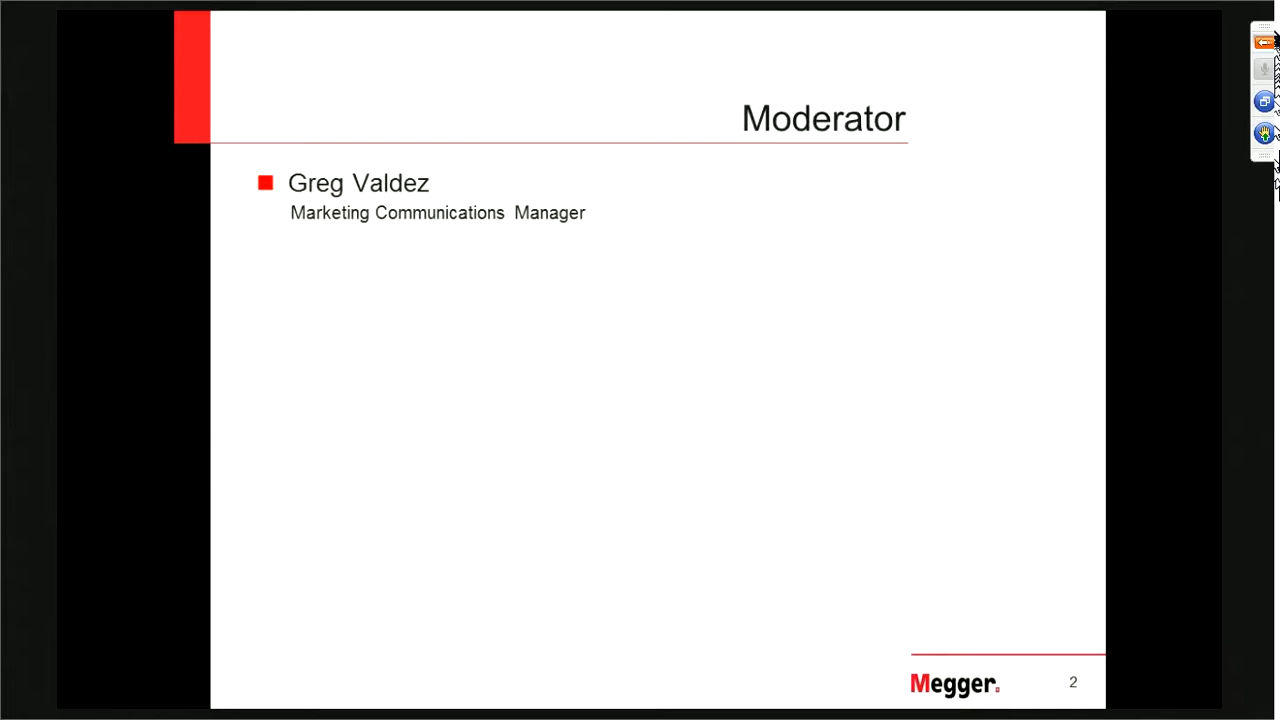 Moderator
Greg Valdez
Marketing Communications Manager
Megger.
2